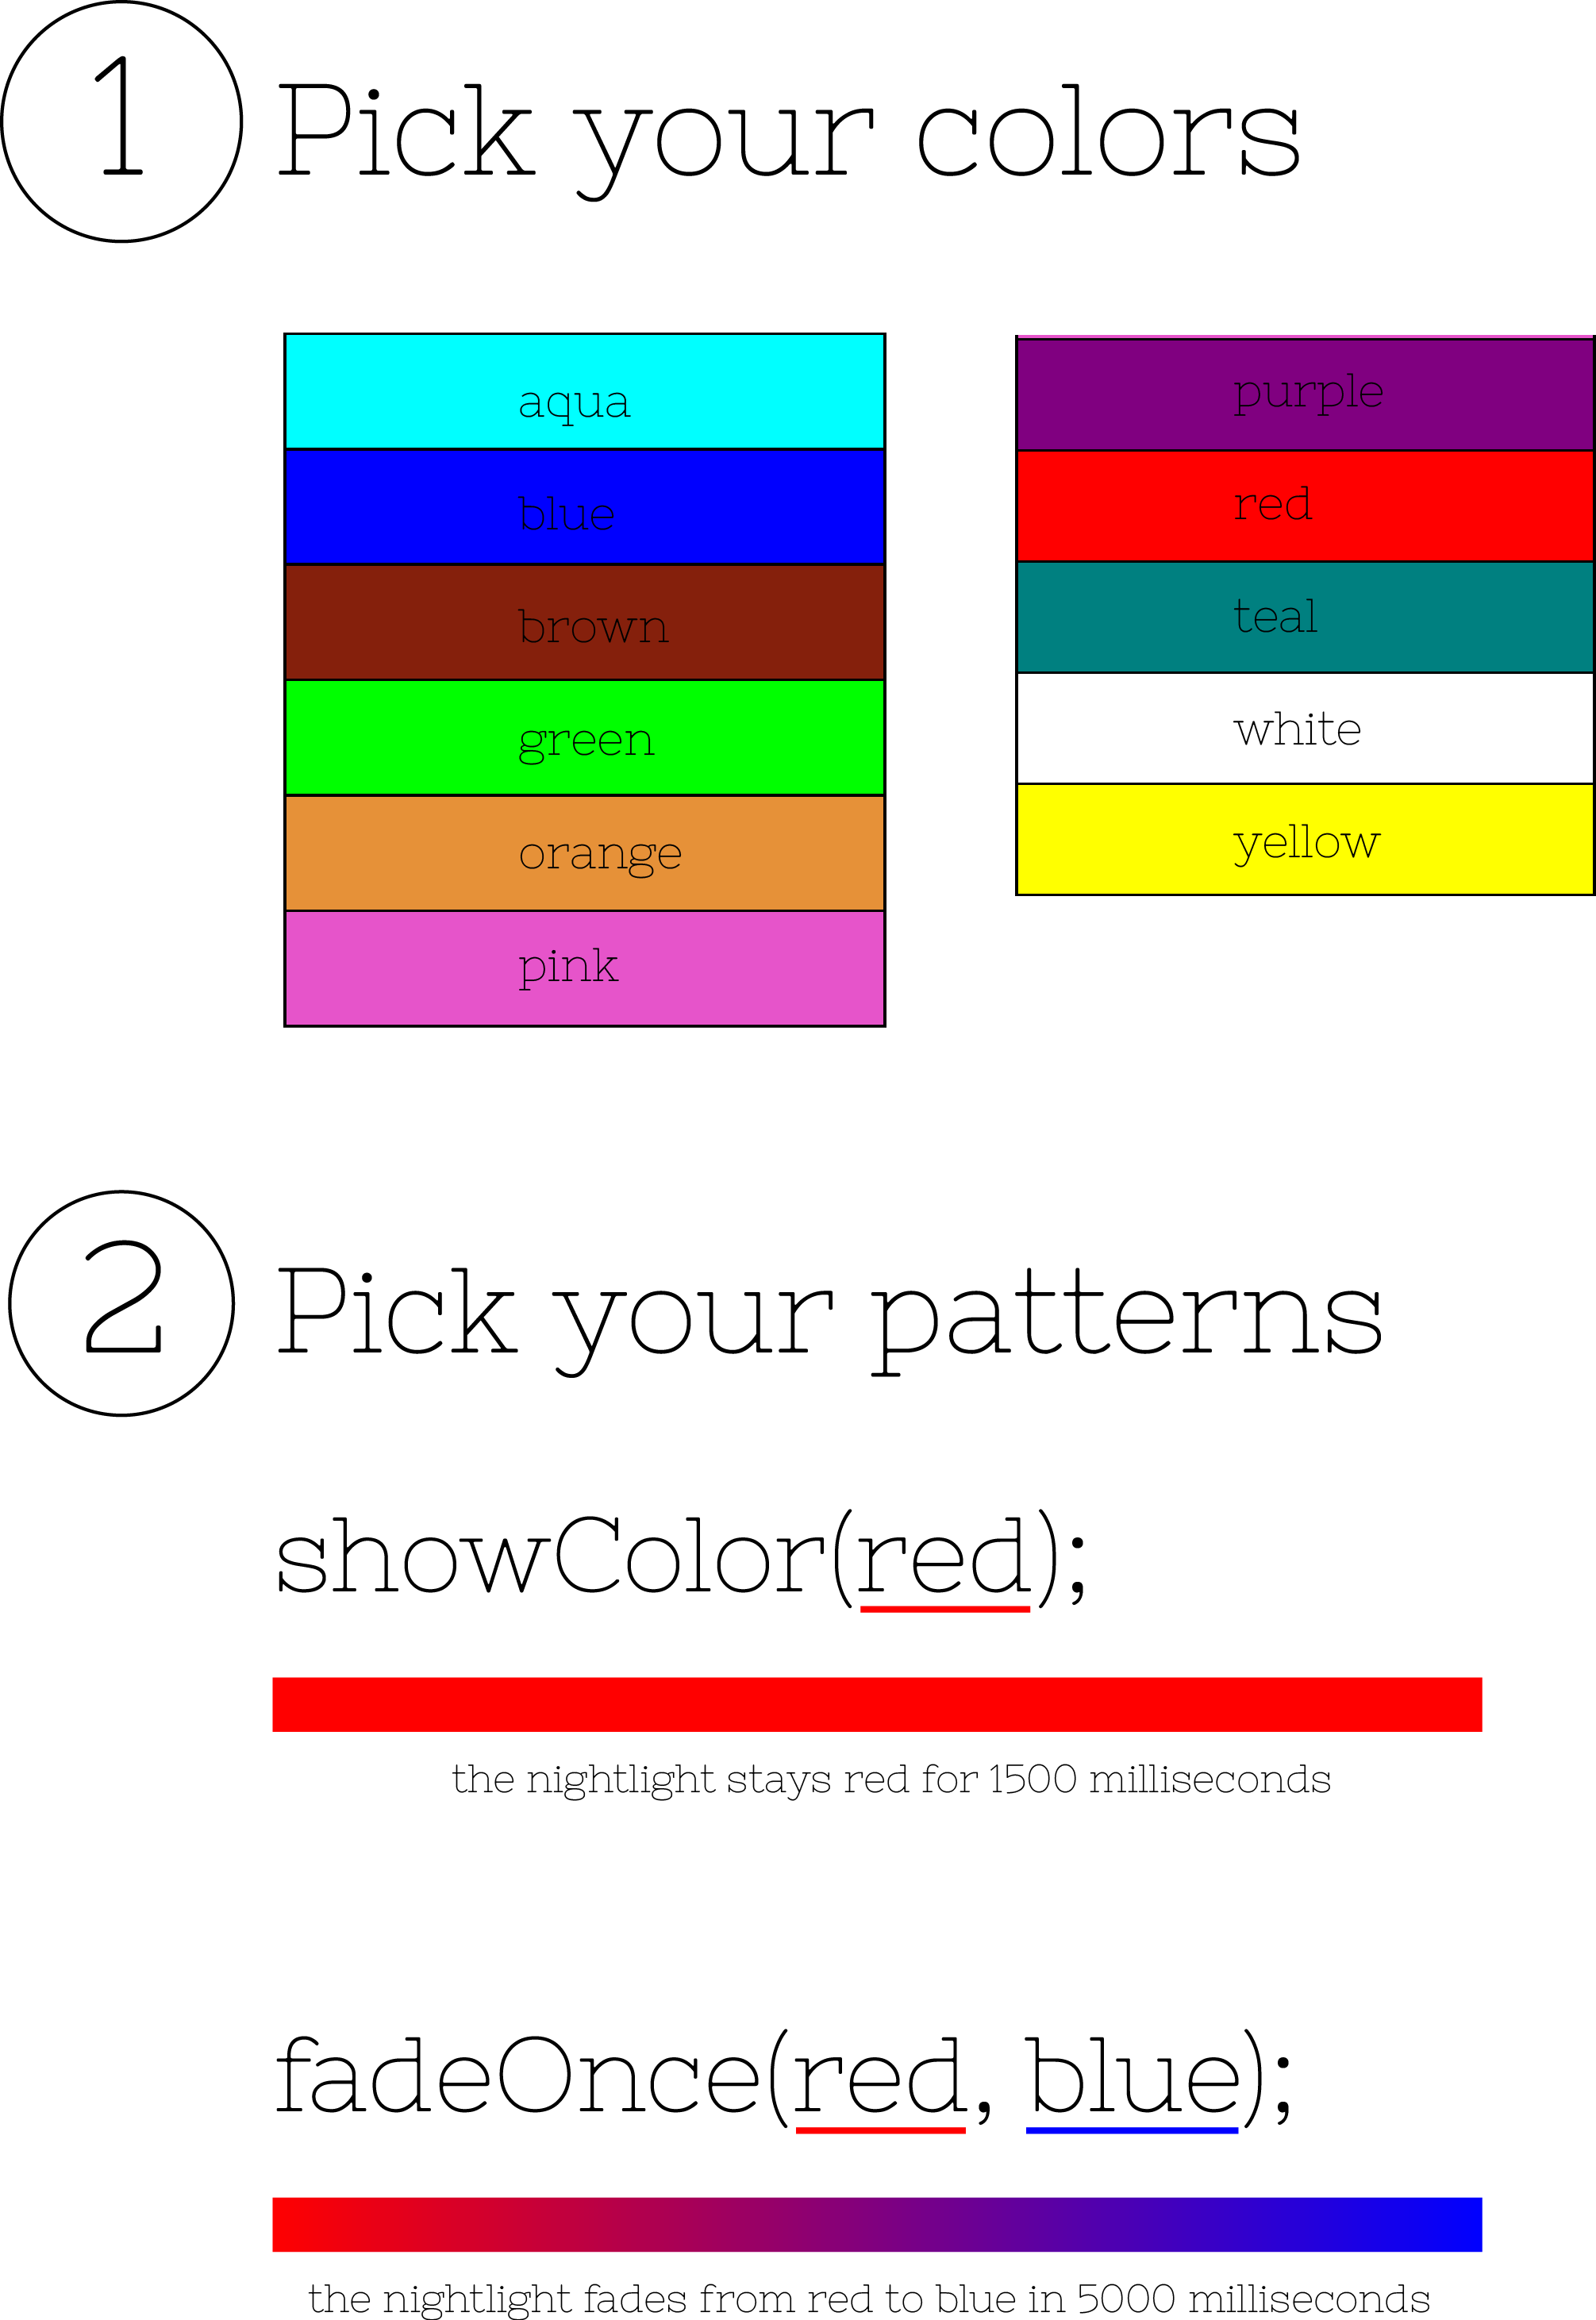 1 Pick your colors
aqua
blue
brown
green
orange
pink
purple
red
teal
white
yellow
2 Pick your patterns
showColor(red);
the nightlight stays red for 1500 milliseconds
fadeOnce(red, blue);
the nightlight fades from red to blue in 5000 milliseconds